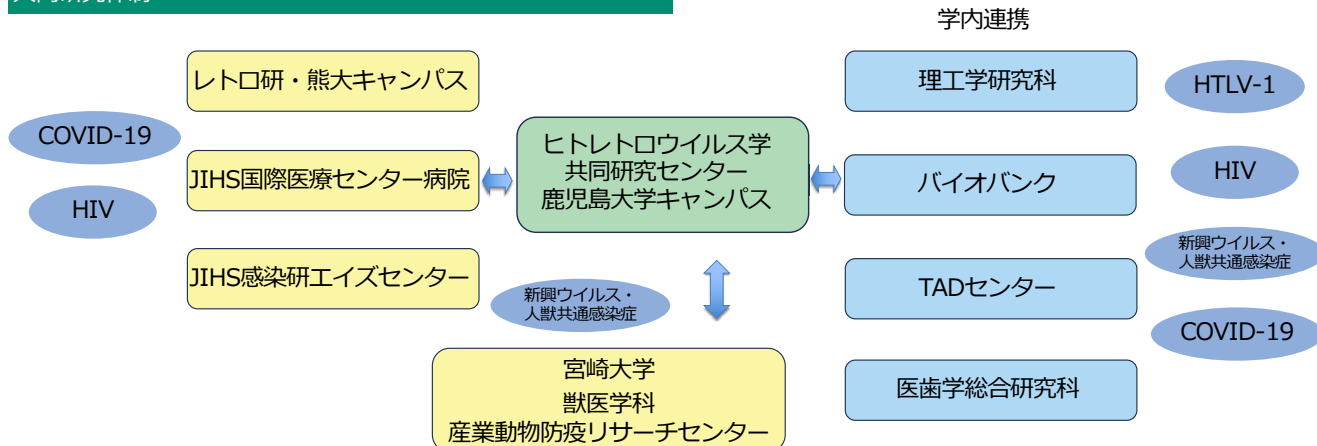 学内連携
レトロ研・熊大キャンパス
COVID-19
JIHS国際医療センター病院
HIV
JIHS感染研エイズセンター
ヒトレトロウイルス学
共同研究センター
鹿児島大学キャンパス
新興ウイルス・
人獣共通感染症
宮崎大学
獣医学科
産業動物防疫リサーチセンター
理工学研究科
バイオバンク
TADセンター
医歯学総合研究科
HTLV-1
HIV
新興ウイルス・
人獣共通感染症
COVID-19